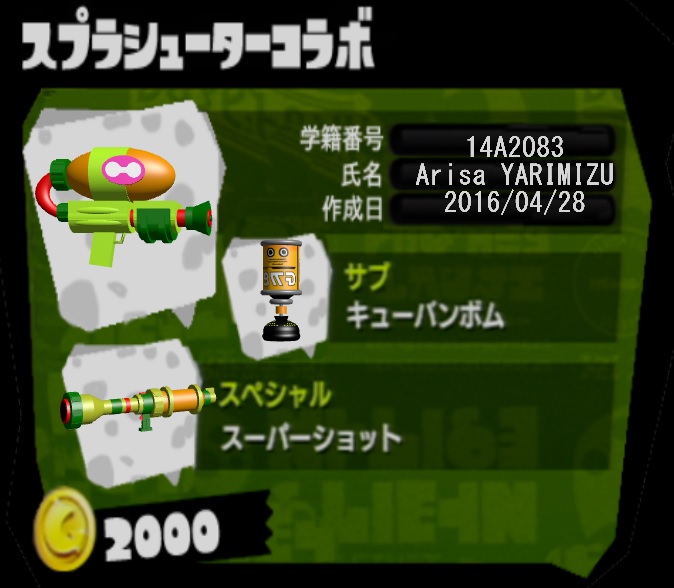 スプラシューターコラボ
学籍番号 14A2083
氏名 Arisa YARIMIZU
作成日 2016/04/28
サブ
キューバンボム
スペシャル
スーパーショット
2000